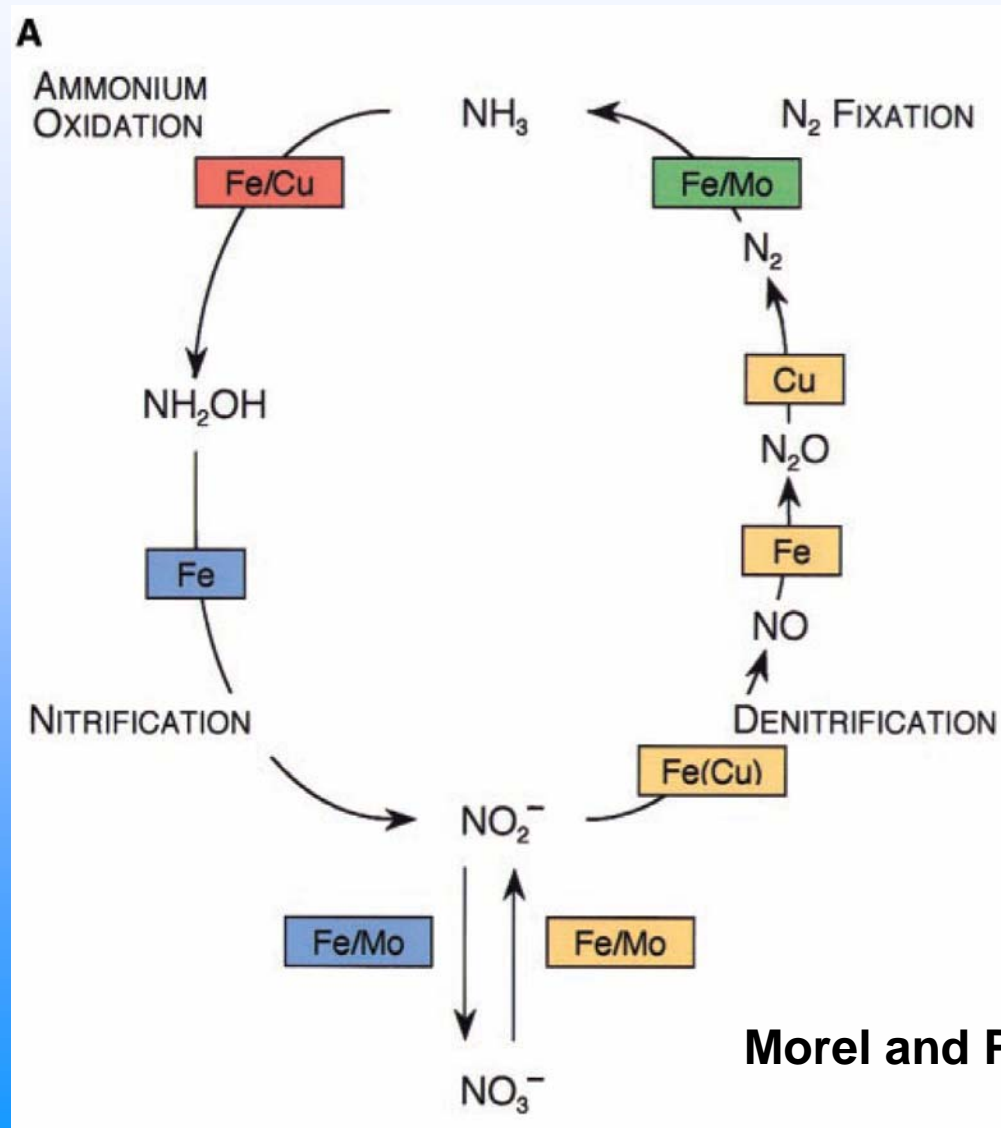 A
AMMONIUM
OXIDATION
NH₃
N₂ FIXATION
Fe/Cu
Fe/Mo
N₂
Cu
NH₂OH
N₂O
Fe
Fe
NO
NITRIFICATION
DENITRIFICATION
Fe(Cu)
NO₂⁻
Fe/Mo
Fe/Mo
Morel and
NO₃⁻